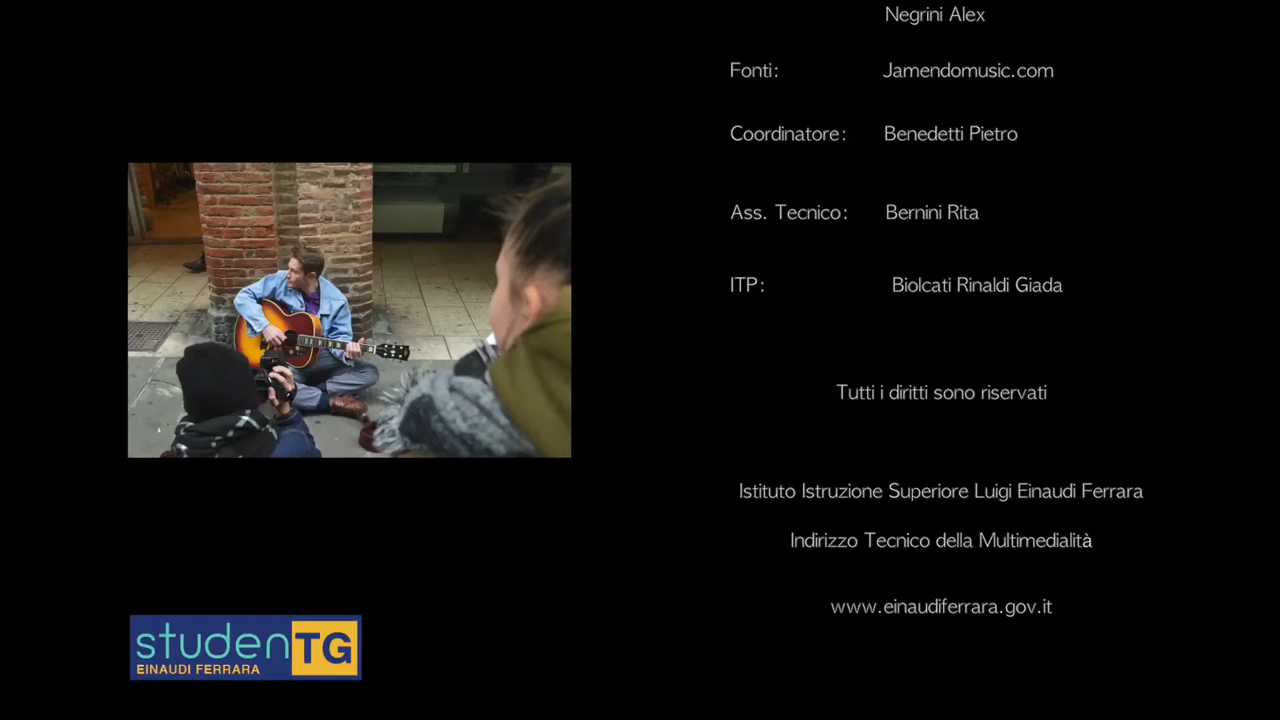 Negrini Alex
Fonti: Jamendomusic.com
Coordinatore: Benedetti Pietro
Ass. Tecnico: Bernini Rita
ITP: Biolcati Rinaldi Giada
Tutti i diritti sono riservati
Istituto Istruzione Superiore Luigi Einaudi Ferrara
Indirizzo Tecnico della Multimedialità
www.einaudiferrara.gov.it
studenTG
EINAUDI FERRARA